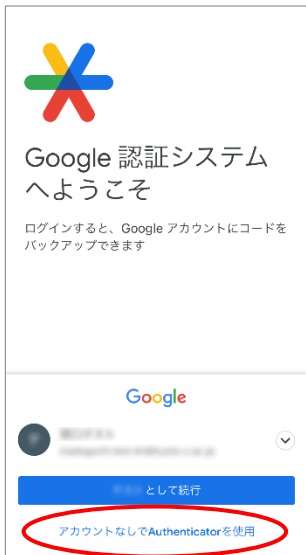 Google 認証システム
へようこそ
ログインすると、Google アカウントにコードを
バックアップできます
Google
として続行
アカウントなしでAuthenticatorを使用